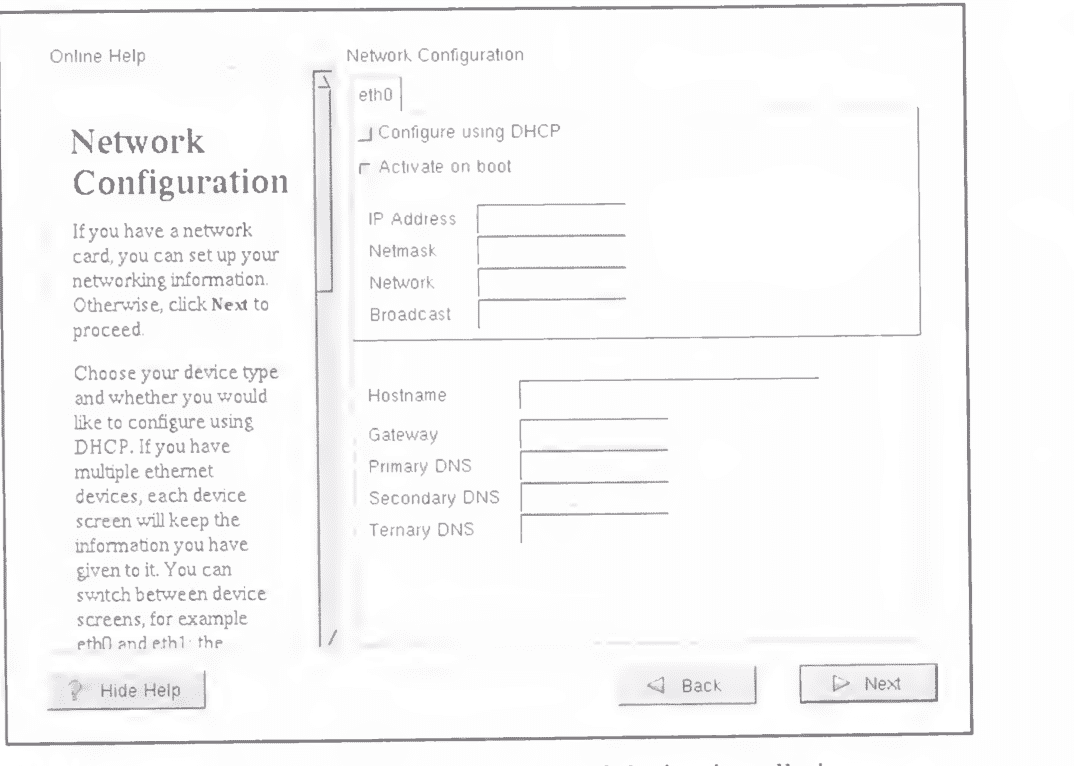 Online Help
Network
Configuration
If you have a network
card, you can set up your
networking information.
Otherwise, click Next to
proceed.
Choose your device type
and whether you would
like to configure using
DHCP. If you have
multiple ethernet
devices, each device
screen will keep the
information you have
given to it. You can
switch between device
screens, for example
eth0 and eth1; the
Network Configuration
eth0
Configure using DHCP
Activate on boot
IP Address
Netmask
Network
Broadcast
Hostname
Gateway
Primary DNS
Secondary DNS
Ternary DNS
? Hide Help
Back
Next